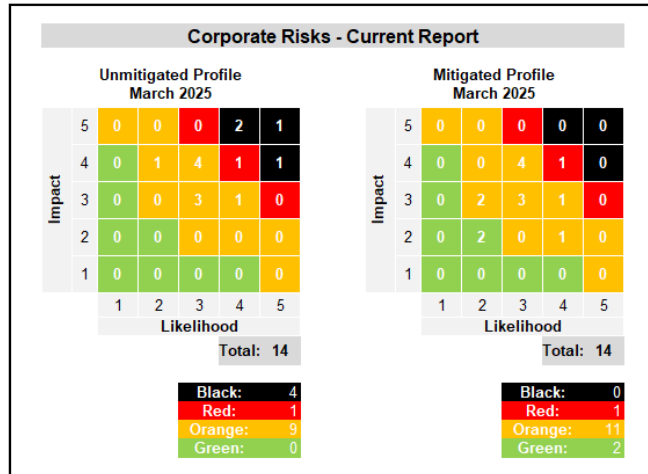 Corporate Risks - Current Report
Unmitigated Profile
March 2025
Impact
5 0 0 0 2 1
4 0 1 4 1 1
3 0 0 3 1 0
2 0 0 0 0 0
1 0 0 0 0 0
1 2 3 4 5
Likelihood
Total: 14
Black: 4
Red: 1
Orange: 9
Green: 0
Mitigated Profile
March 2025
Impact
5 0 0 0 0 0
4 0 0 4 1 0
3 0 2 3 1 0
2 0 2 0 1 0
1 0 0 0 0 0
1 2 3 4 5
Likelihood
Total: 14
Black: 0
Red: 1
Orange: 11
Green: 2